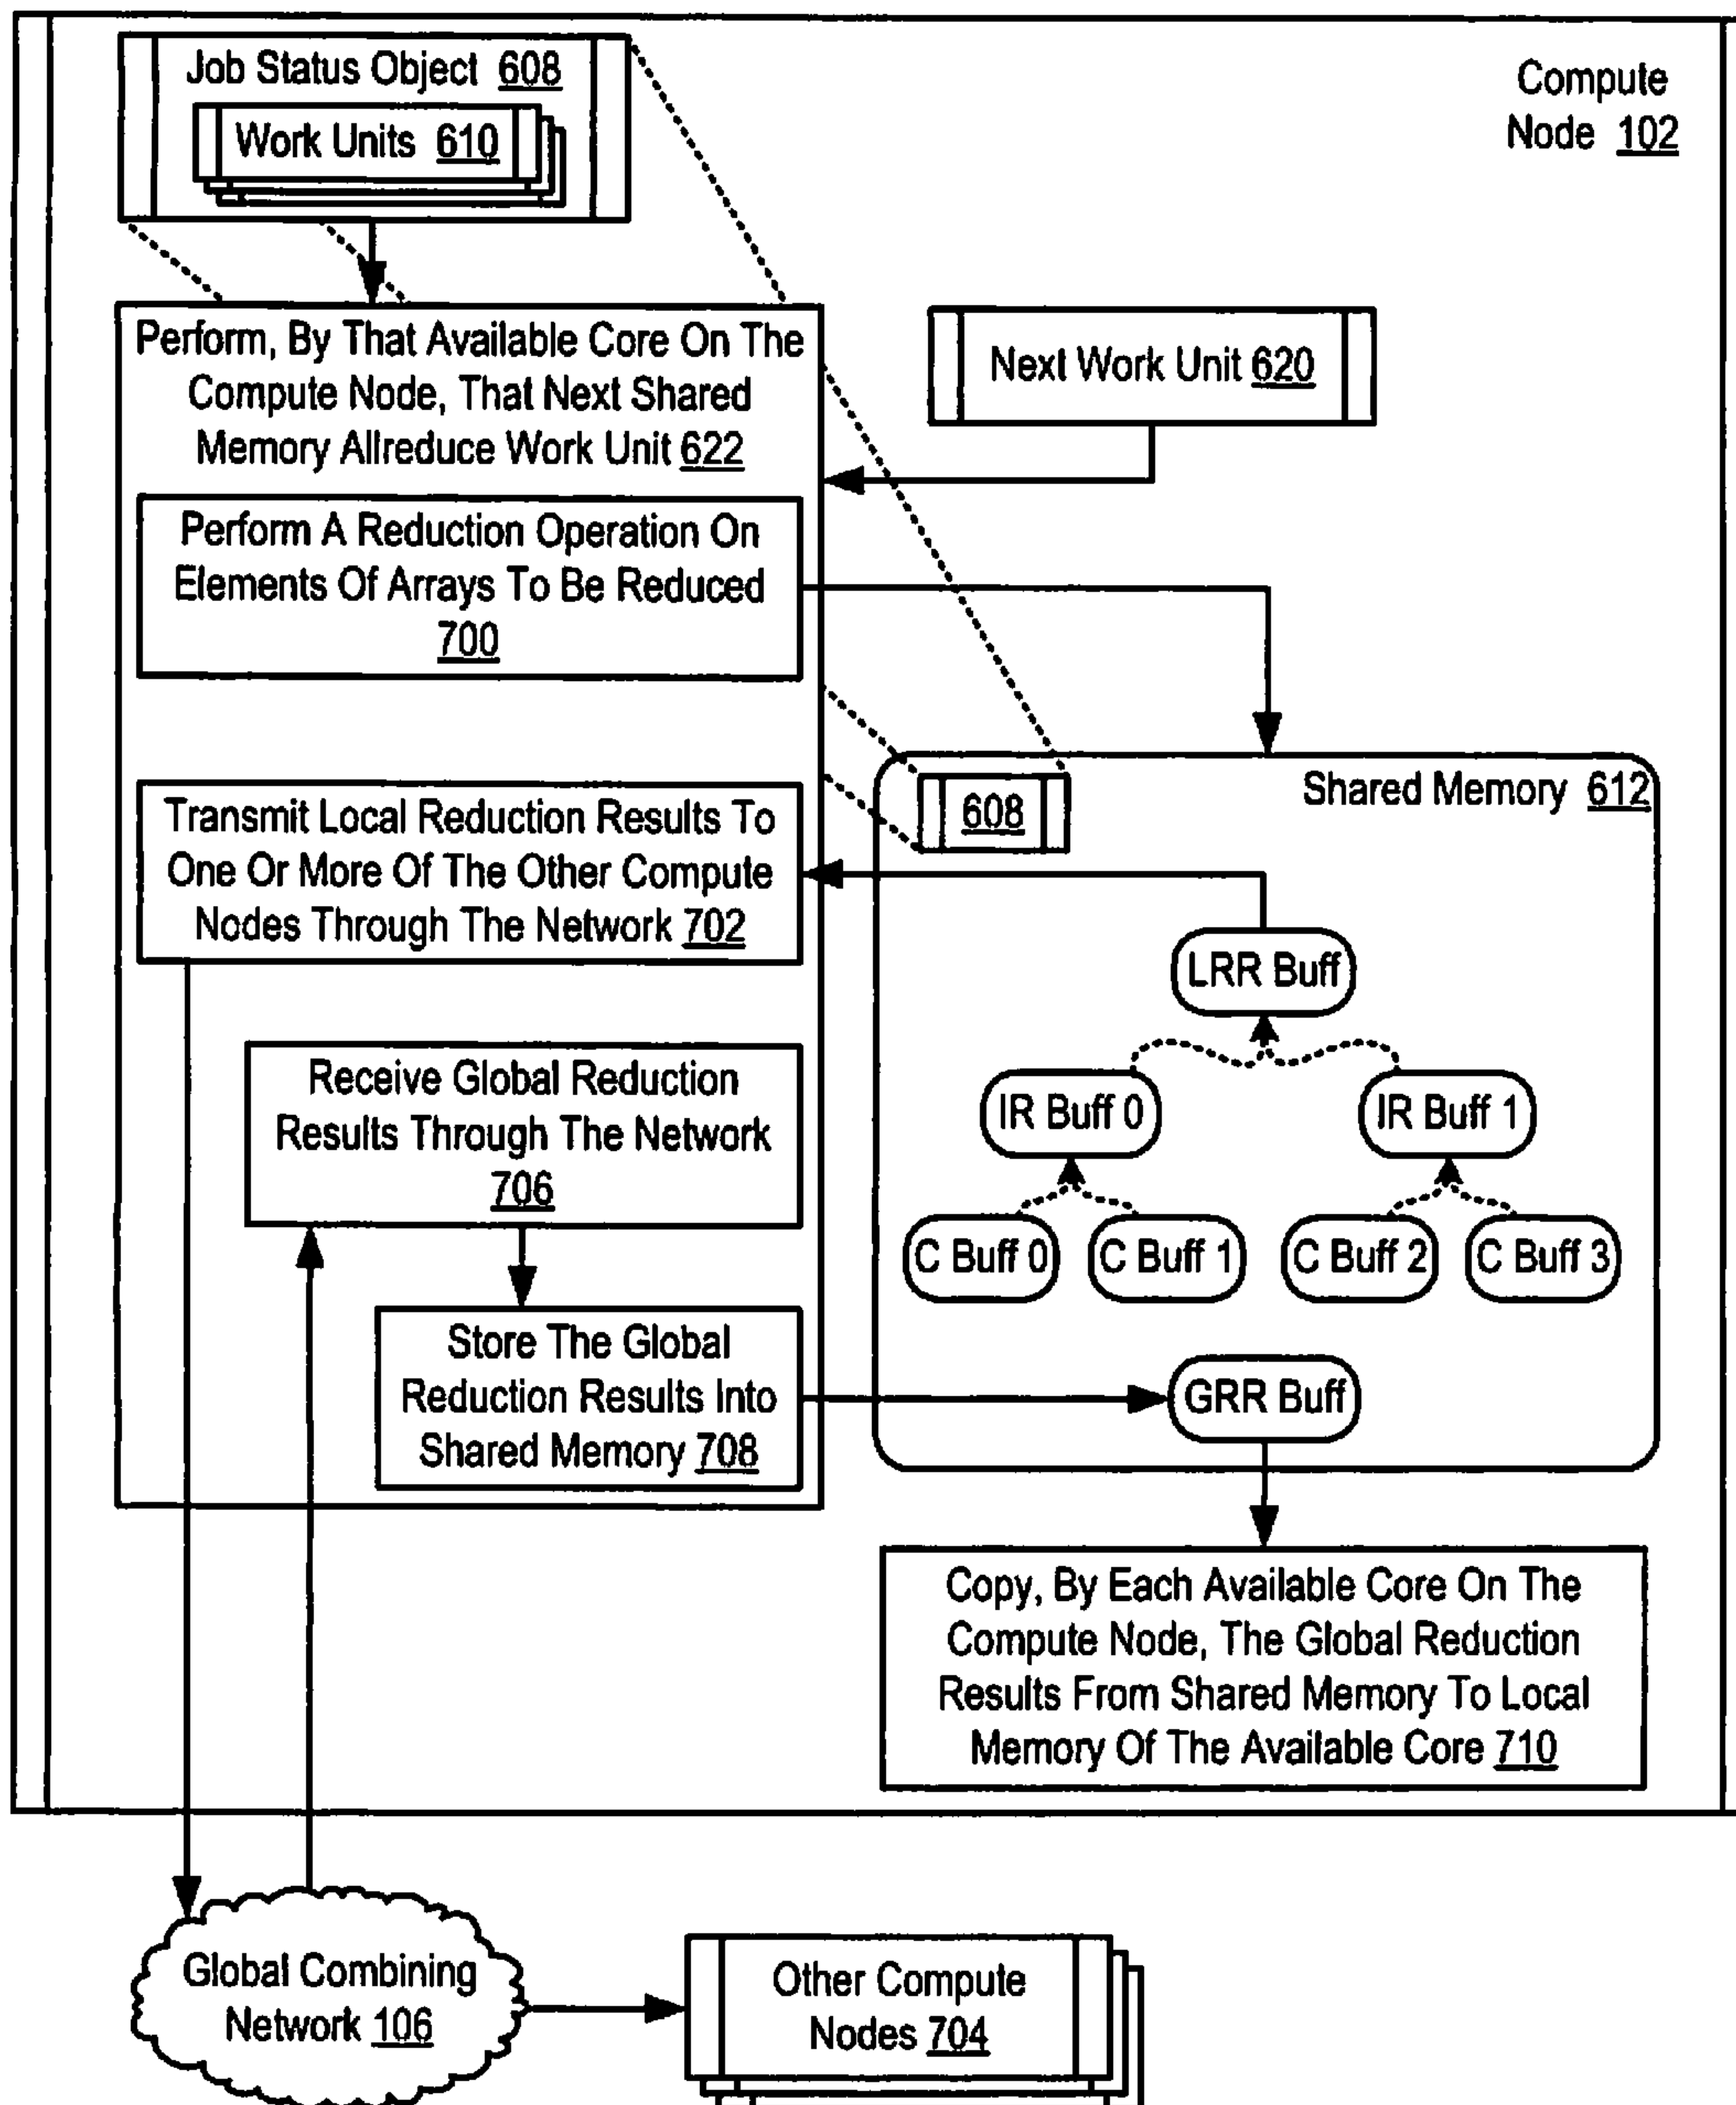 Job Status Object 608
Work Units 610
Compute
Node 102
Perform, By That Available Core On The
Compute Node, That Next Shared
Memory Allreduce Work Unit 622
Next Work Unit 620
Perform A Reduction Operation On
Elements Of Arrays To Be Reduced
700
Shared Memory 612
608
Transmit Local Reduction Results To
One Or More Of The Other Compute
Nodes Through The Network 702
LRR Buff
Receive Global Reduction
Results Through The Network
706
IR Buff 0
IR Buff 1
C Buff 0
C Buff 1
C Buff 2
C Buff 3
Store The Global
Reduction Results Into
Shared Memory 708
GRR Buff
Copy, By Each Available Core On The
Compute Node, The Global Reduction
Results From Shared Memory To Local
Memory Of The Available Core 710
Global Combining
Network 106
Other Compute
Nodes 704